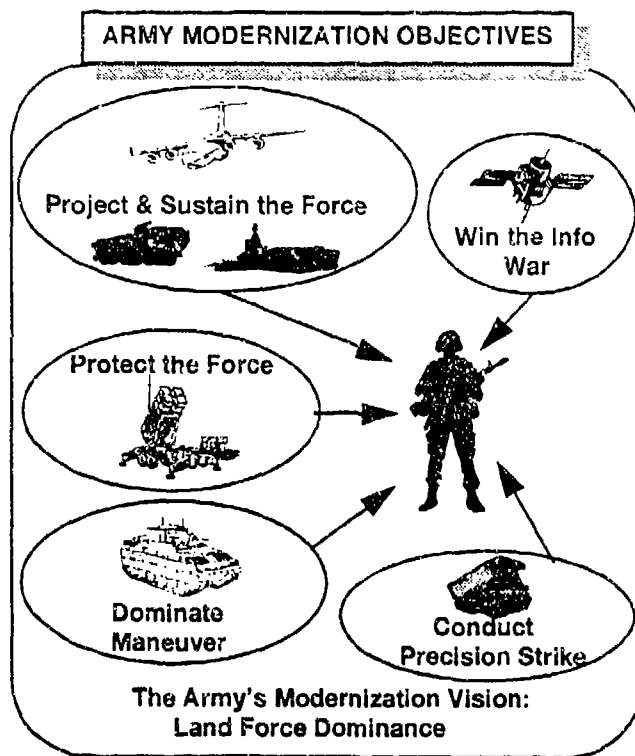 ARMY MODERNIZATION OBJECTIVES
Project & Sustain the Force
Win the Info
War
Protect the Force
Dominate
Maneuver
Conduct
Precision Strike
The Army's Modernization Vision:
Land Force Dominance